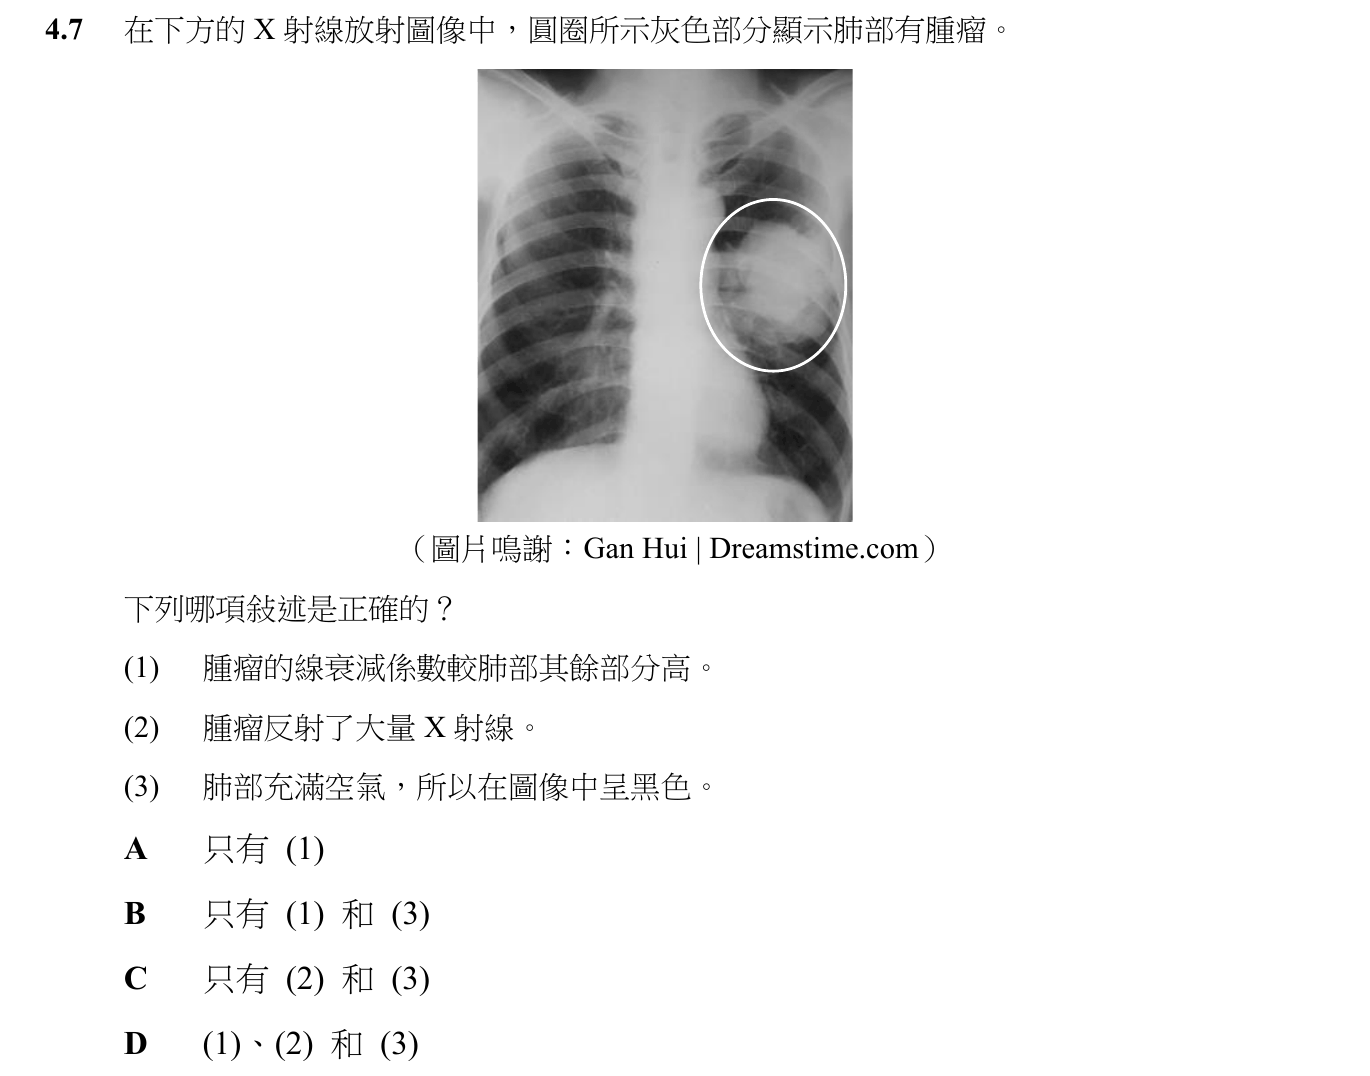 4.7 在下方的 X 射線放射圖像中，圓圈所示灰色部分顯示肺部有腫瘤。
（圖片鳴謝：Gan Hui | Dreamstime.com）
下列哪項敍述是正確的？
(1) 腫瘤的線衰減係數較肺部其餘部分高。
(2) 腫瘤反射了大量 X 射線。
(3) 肺部充滿空氣，所以在圖像中呈黑色。
A 只有 (1)
B 只有 (1) 和 (3)
C 只有 (2) 和 (3)
D (1)、(2) 和 (3)